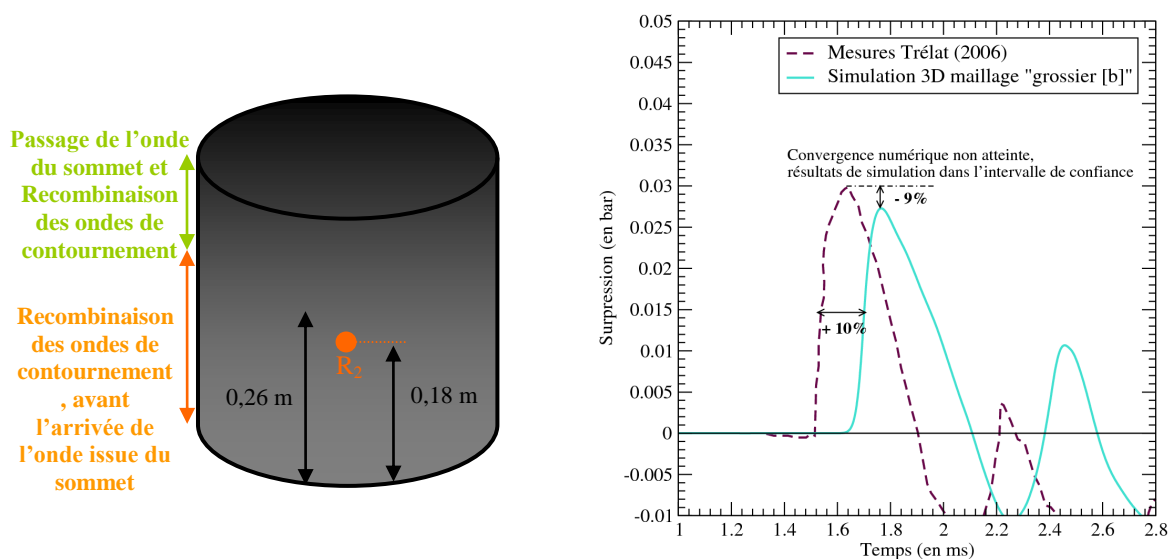 Passage de l'onde
du sommet et
Recombinaison
des ondes de
contournement
Recombinaison
des ondes de
contournement
, avant
l'arrivée de
l'onde issue du
sommet
R2
0,26 m
0,18 m
Mesures Trélat (2006)
Simulation 3D maillage "grossier [b]"
Convergence numérique non atteinte,
résultats de simulation dans l'intervalle de confiance
- 9%
+ 10%
Surpression (en bar)
0.05
0.045
0.04
0.035
0.03
0.025
0.02
0.015
0.01
0.005
0
-0.005
-0.01
1 1.2 1.4 1.6 1.8 2 2.2 2.4 2.6 2.8
Temps (en ms)